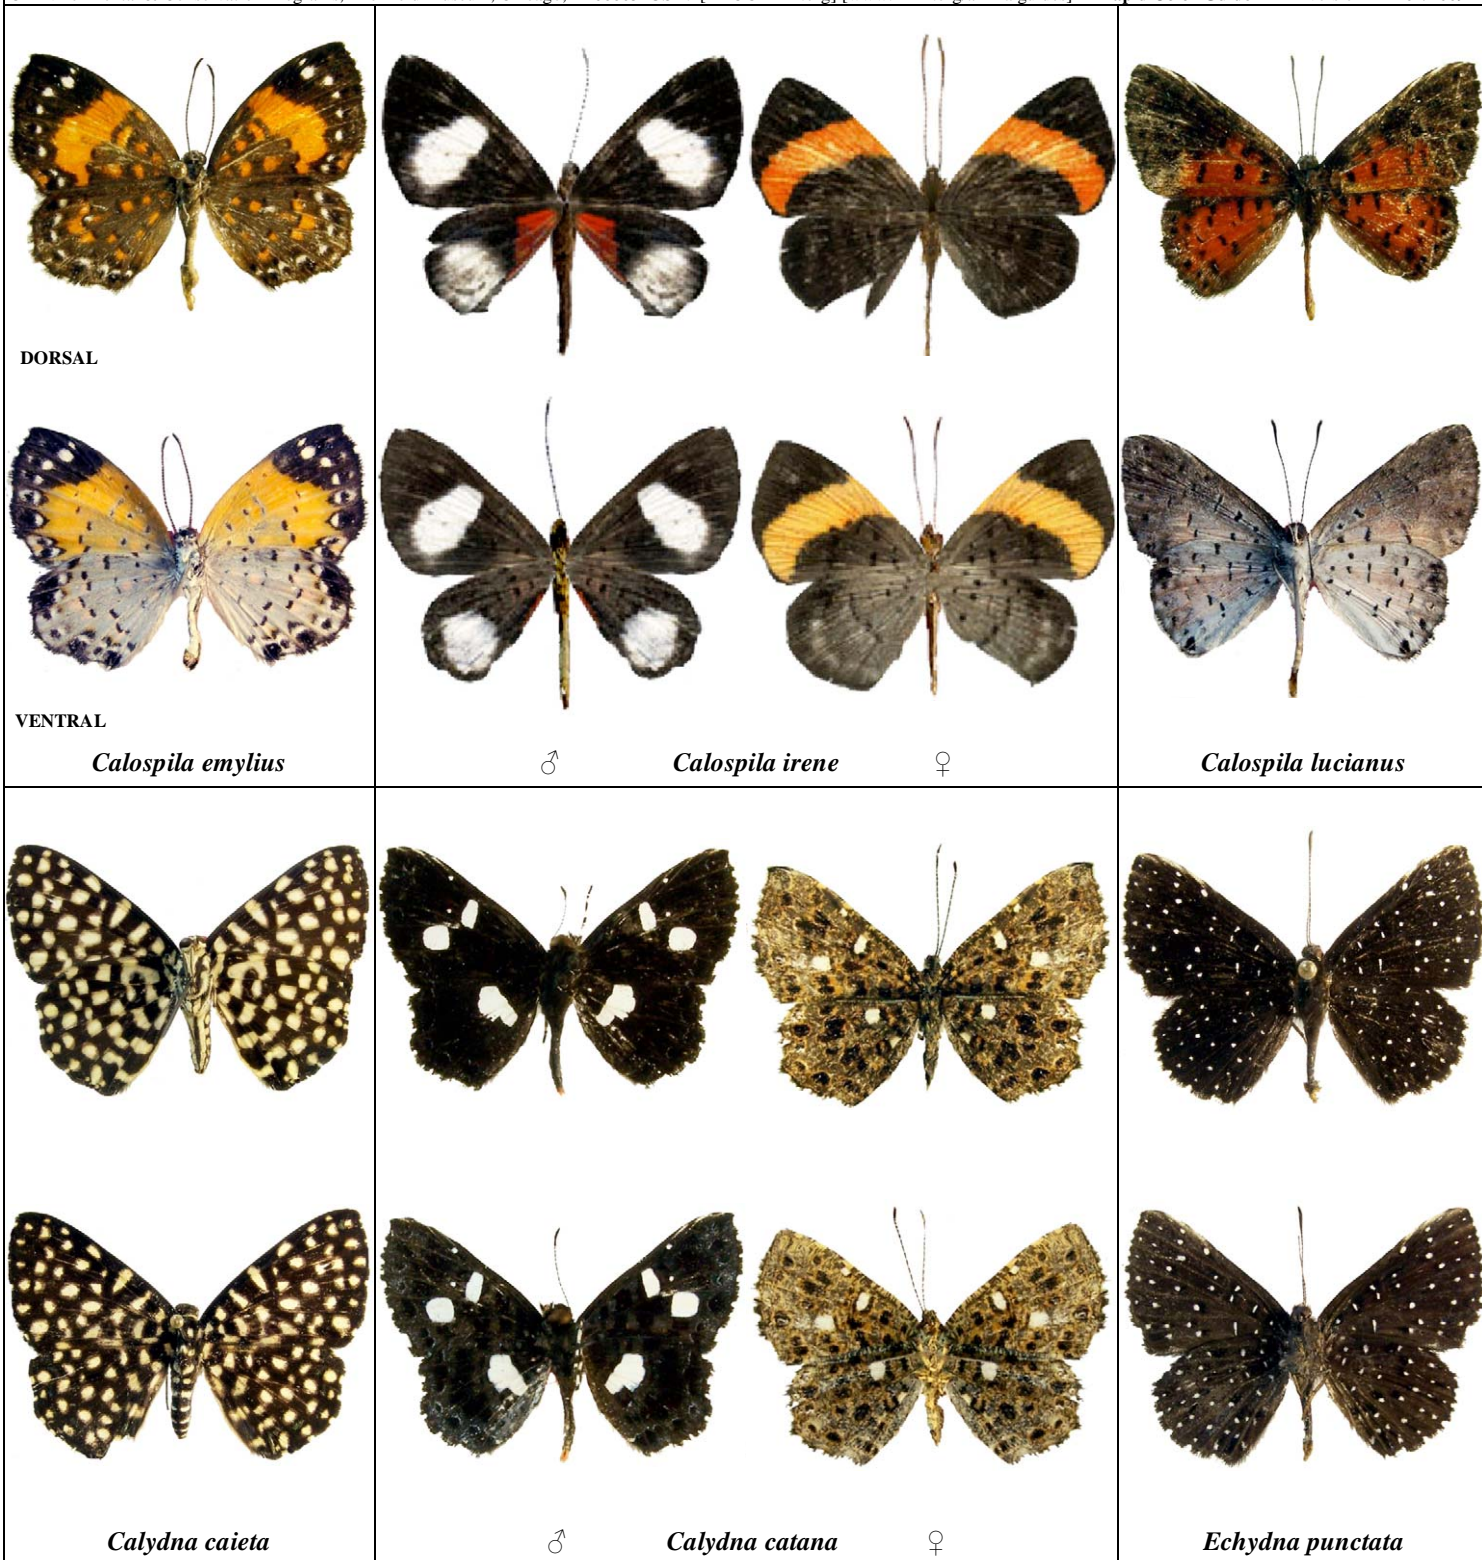 DORSAL
VENTRAL
Calospila emylius
♂ Calospila irene ♀
Calospila lucianus
Calydna caieta
♂ Calydna catana ♀
Echydna punctata